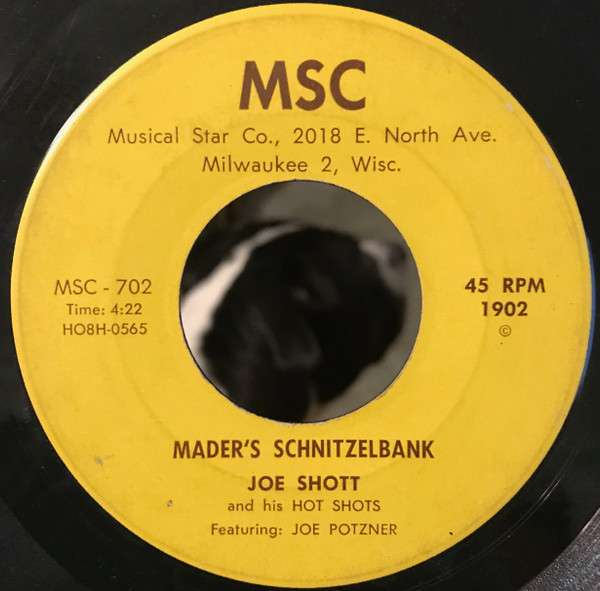 MSC
Musical Star Co., 2018 E. North Ave.
Milwaukee 2, Wisc.
MSC - 702
Time: 4:22
HO8H-0565
45 RPM
1902
©
MADER'S SCHNITZELBANK
JOE SHOTT
and his HOT SHOTS
Featuring: JOE POTZNER